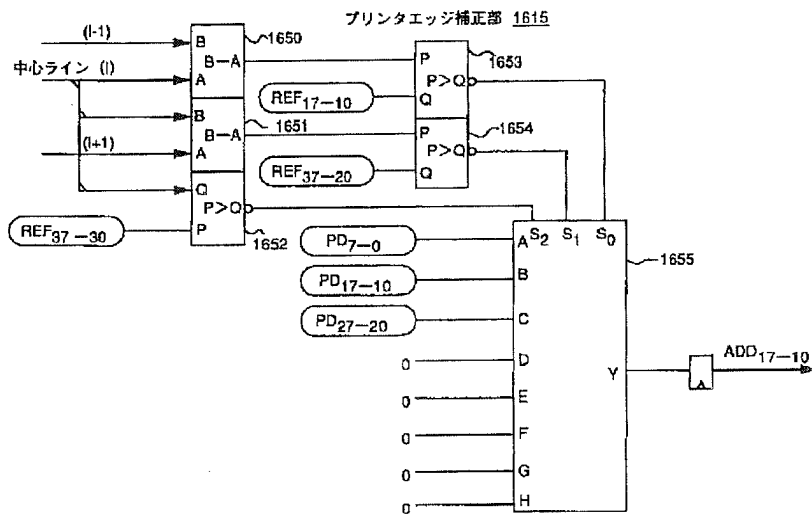 プリンタエッジ補正部 1615
(I-1)
B
B－A
A
1650
中心ライン (I)
P
P>Q
Q
1653
REF17－10
B
B－A
A
1651
(I+1)
P
P>Q
Q
1654
REF37－20
Q
P>Q
P
1652
REF37－30
S2 S1 S0
1655
PD7－0
A
PD17－10
B
PD27－20
C
0
D
0
E
0
F
0
G
0
H
Y
ADD17－10